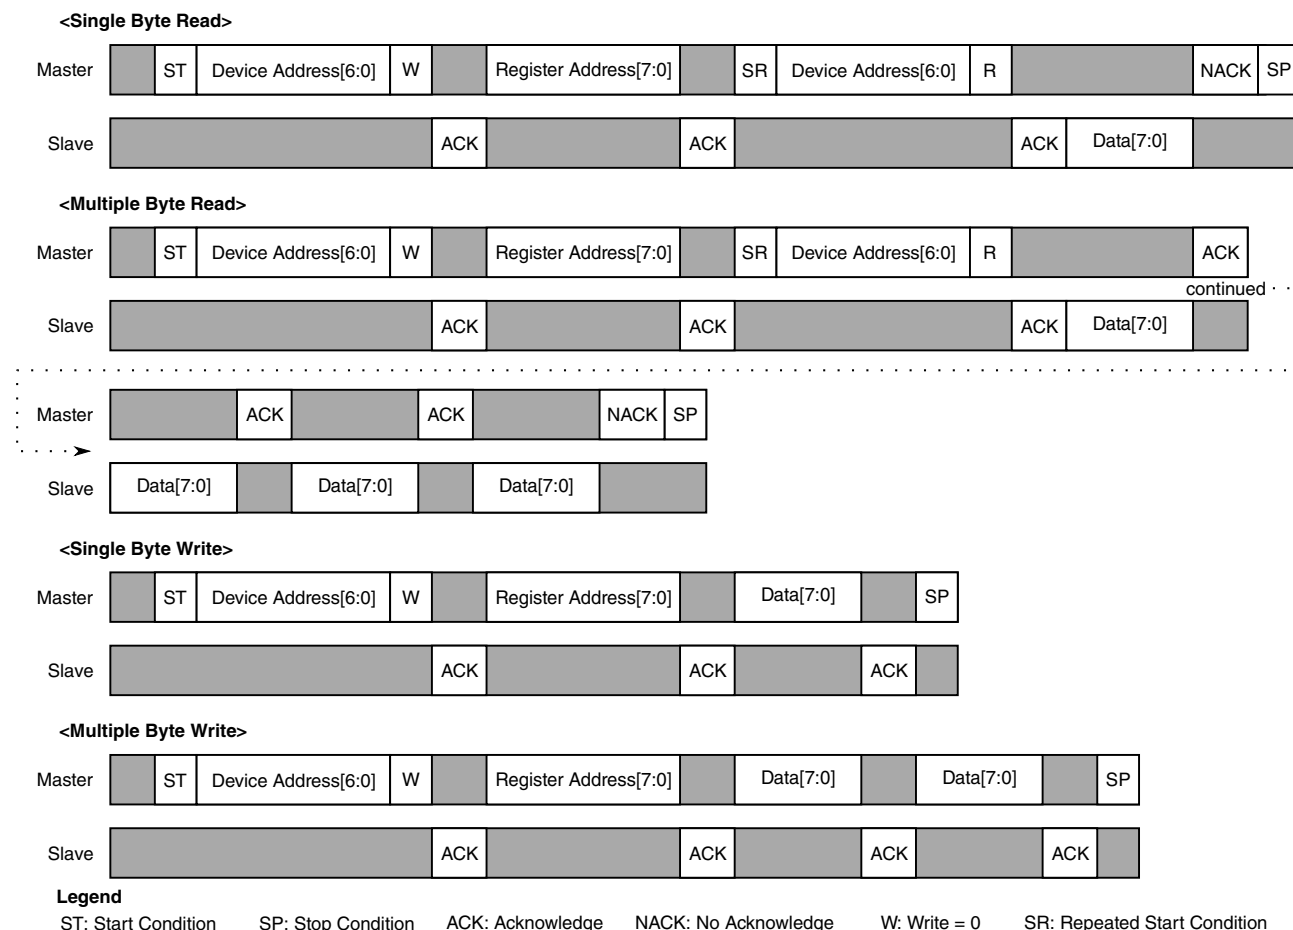 <Single Byte Read>
Master ST Device Address[6:0] W Register Address[7:0] SR Device Address[6:0] R NACK SP
Slave ACK ACK ACK Data[7:0]
<Multiple Byte Read>
Master ST Device Address[6:0] W Register Address[7:0] SR Device Address[6:0] R ACK
continued · ·
Slave ACK ACK ACK Data[7:0]
Master ACK ACK NACK SP
Slave Data[7:0] Data[7:0] Data[7:0]
<Single Byte Write>
Master ST Device Address[6:0] W Register Address[7:0] Data[7:0] SP
Slave ACK ACK ACK
<Multiple Byte Write>
Master ST Device Address[6:0] W Register Address[7:0] Data[7:0] Data[7:0] SP
Slave ACK ACK ACK ACK
Legend
ST: Start Condition SP: Stop Condition ACK: Acknowledge NACK: No Acknowledge W: Write = 0 SR: Repeated Start Condition